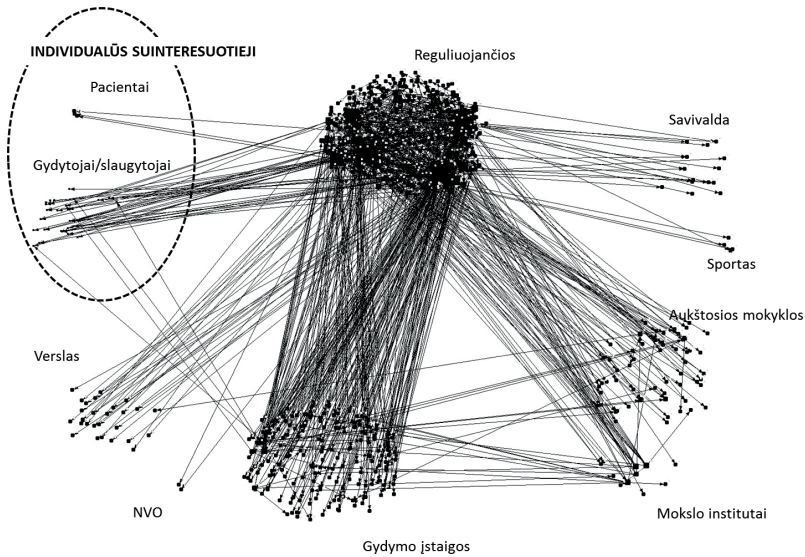 INDIVIDUALŪS SUINTERESUOTIEJI
Reguliuojančios
Pacientai
Savivalda
Gydytojai/slaugytojai
Sportas
Aukštosios mokyklos
Verslas
NVO
Mokslo institutai
Gydymo įstaigos